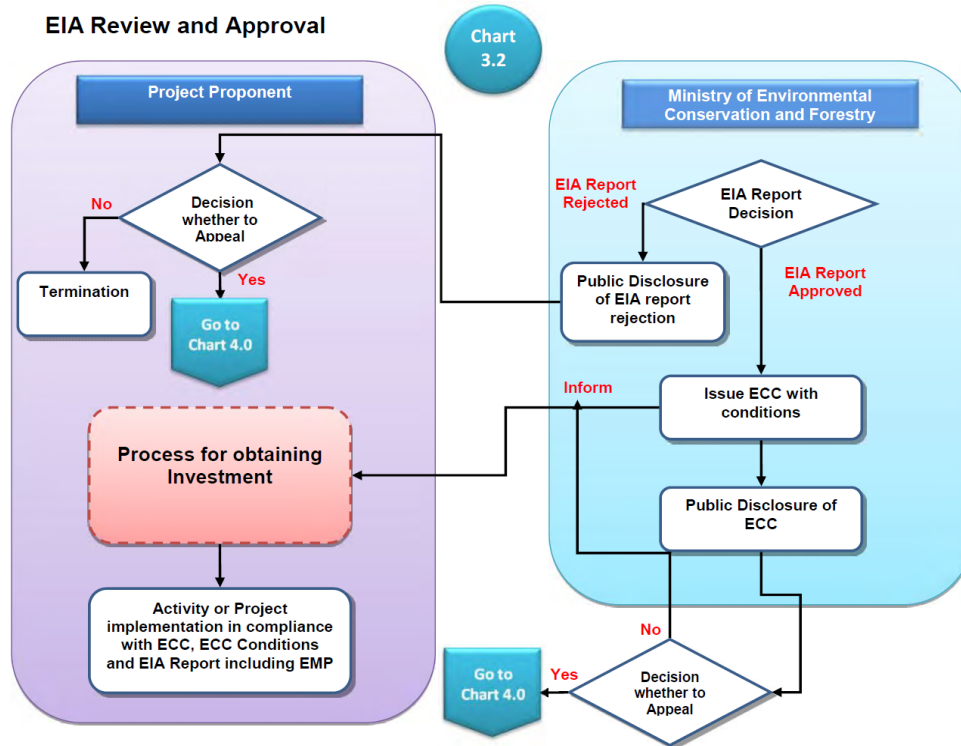 EIA Review and Approval
Chart
3.2
Project Proponent
Ministry of Environmental
Conservation and Forestry
Decision
whether to
Appeal
No
Yes
Termination
Go to
Chart 4.0
EIA Report
Rejected
EIA Report
Decision
EIA Report
Approved
Public Disclosure
of EIA report
rejection
Inform
Issue ECC with
conditions
Process for obtaining
Investment
Public Disclosure of
ECC
Activity or Project
implementation in compliance
with ECC, ECC Conditions
and EIA Report including EMP
No
Yes
Go to
Chart 4.0
Decision
whether to
Appeal